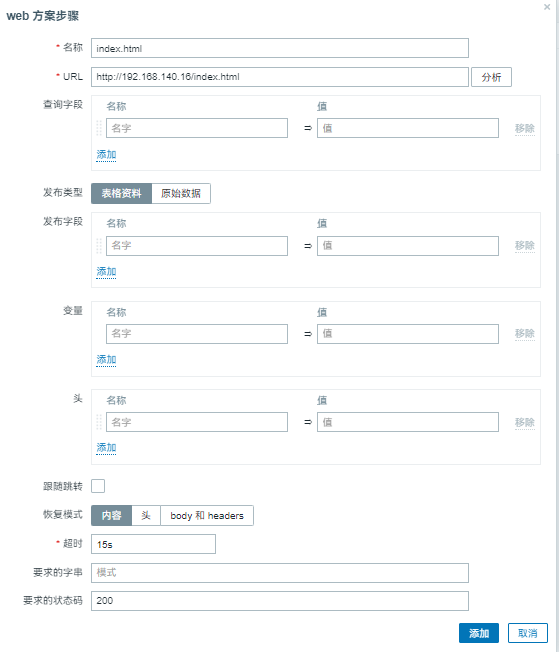 web 方案步骤
* 名称 index.html
* URL http://192.168.140.16/index.html 分析
查询字段 名称 值
名字 ⇒ 值 移除
添加
发布类型 表格资料 原始数据
发布字段 名称 值
名字 ⇒ 值 移除
添加
变量 名称 值
名字 ⇒ 值 移除
添加
头 名称 值
名字 ⇒ 值 移除
添加
跟随跳转
恢复模式 内容 头 body 和 headers
* 超时 15s
要求的字串 模式
要求的状态码 200
添加 取消